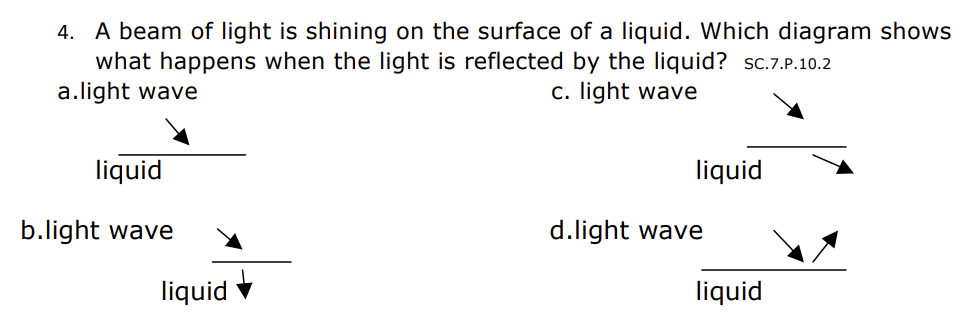 4. A beam of light is shining on the surface of a liquid. Which diagram shows
what happens when the light is reflected by the liquid? SC.7.P.10.2
a.light wave
c. light wave
liquid
liquid
b.light wave
d.light wave
liquid
liquid